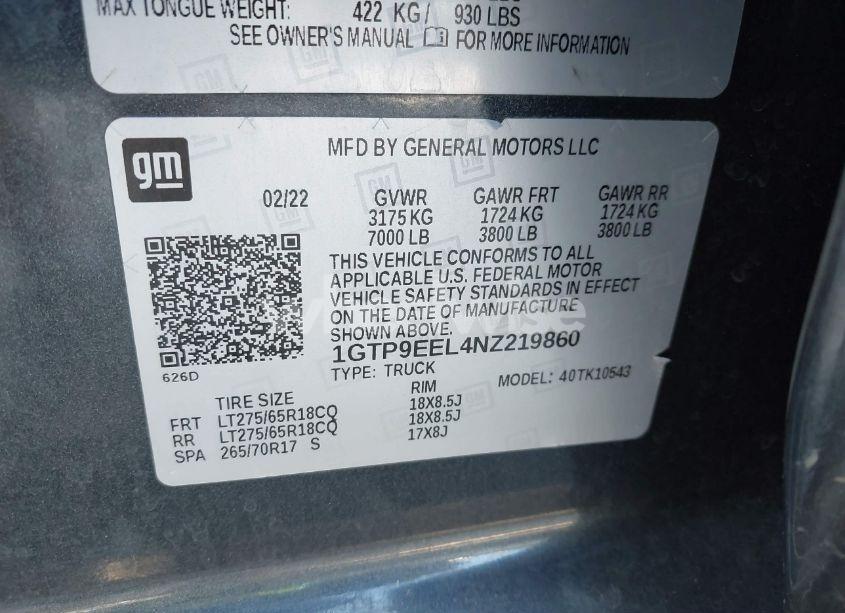 MAX TONGUE WEIGHT: 422 KG/ 930 LBS
SEE OWNER'S MANUAL FOR MORE INFORMATION
gm
MFD BY GENERAL MOTORS LLC
02/22 GVWR GAWR FRT GAWR RR
3175 KG 1724 KG 1724 KG
7000 LB 3800 LB 3800 LB
THIS VEHICLE CONFORMS TO ALL
APPLICABLE U.S. FEDERAL MOTOR
VEHICLE SAFETY STANDARDS IN EFFECT
ON THE DATE OF MANUFACTURE
SHOWN ABOVE.
1GTP9EEL4NZ219860
626D
TYPE: TRUCK MODEL: 40TK10543
TIRE SIZE RIM
FRT LT275/65R18CQ 18X8.5J
RR LT275/65R18CQ 18X8.5J
SPA 265/70R17 S 17X8J